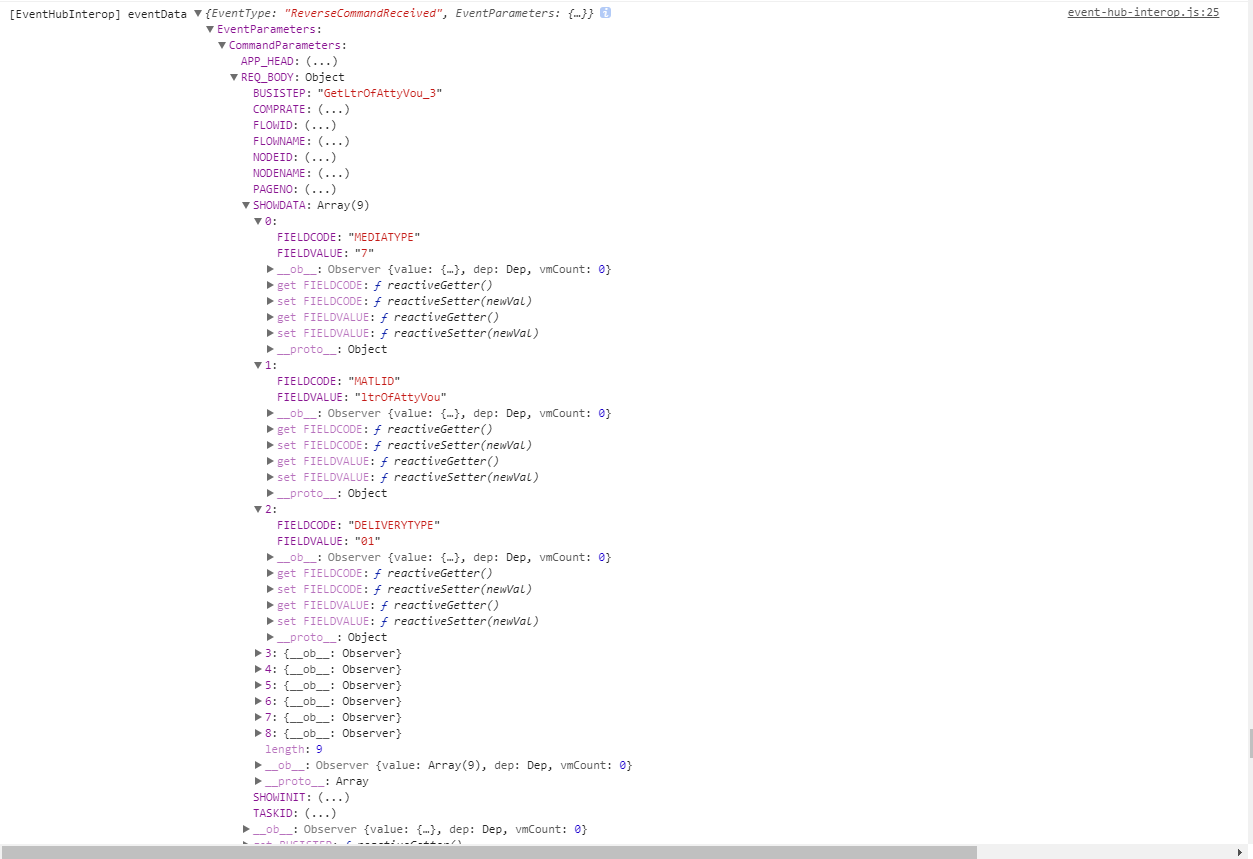 [EventHubInterop] eventData ▼{EventType: "ReverseCommandReceived", EventParameters: {…}} i event-hub-interop.js:25
▼EventParameters:
▼CommandParameters:
APP_HEAD: (...)
▼REQ_BODY: Object
BUSISTEP: "GetLtrOfAttyVou_3"
COMPRATE: (...)
FLOWID: (...)
FLOWNAME: (...)
NODEID: (...)
NODENAME: (...)
PAGENO: (...)
▼SHOWDATA: Array(9)
▼0:
FIELDCODE: "MEDIATYPE"
FIELDVALUE: "7"
▶__ob__: Observer {value: {…}, dep: Dep, vmCount: 0}
▶get FIELDCODE: ƒ reactiveGetter()
▶set FIELDCODE: ƒ reactiveSetter(newVal)
▶get FIELDVALUE: ƒ reactiveGetter()
▶set FIELDVALUE: ƒ reactiveSetter(newVal)
▶__proto__: Object
▼1:
FIELDCODE: "MATLID"
FIELDVALUE: "ltrOfAttyVou"
▶__ob__: Observer {value: {…}, dep: Dep, vmCount: 0}
▶get FIELDCODE: ƒ reactiveGetter()
▶set FIELDCODE: ƒ reactiveSetter(newVal)
▶get FIELDVALUE: ƒ reactiveGetter()
▶set FIELDVALUE: ƒ reactiveSetter(newVal)
▶__proto__: Object
▼2:
FIELDCODE: "DELIVERYTYPE"
FIELDVALUE: "01"
▶__ob__: Observer {value: {…}, dep: Dep, vmCount: 0}
▶get FIELDCODE: ƒ reactiveGetter()
▶set FIELDCODE: ƒ reactiveSetter(newVal)
▶get FIELDVALUE: ƒ reactiveGetter()
▶set FIELDVALUE: ƒ reactiveSetter(newVal)
▶__proto__: Object
▶3: {__ob__: Observer}
▶4: {__ob__: Observer}
▶5: {__ob__: Observer}
▶6: {__ob__: Observer}
▶7: {__ob__: Observer}
▶8: {__ob__: Observer}
length: 9
▶__ob__: Observer {value: Array(9), dep: Dep, vmCount: 0}
▶__proto__: Array
SHOWINIT: (...)
TASKID: (...)
▶__ob__: Observer {value: {…}, dep: Dep, vmCount: 0}
▶get BUSISTEP: ƒ reactiveGetter()